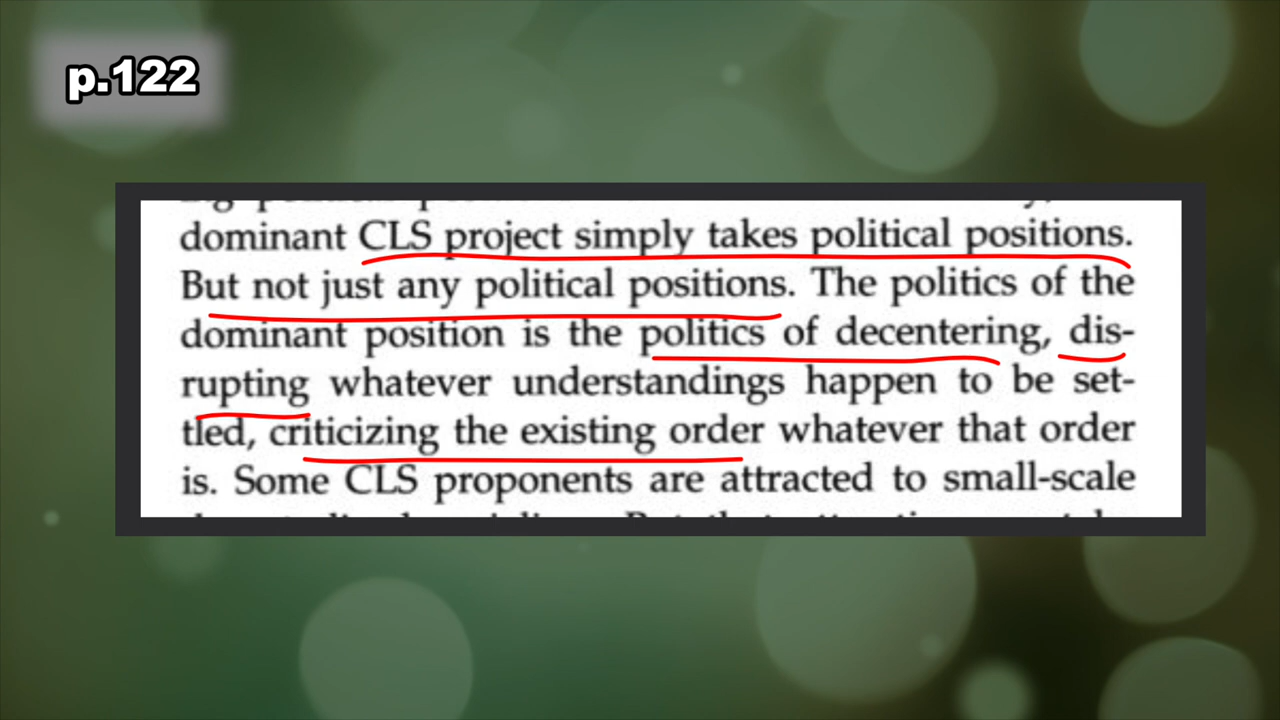 p.122
dominant CLS project simply takes political positions.
But not just any political positions. The politics of the
dominant position is the politics of decentering, dis-
rupting whatever understandings happen to be set-
tled, criticizing the existing order whatever that order
is. Some CLS proponents are attracted to small-scale